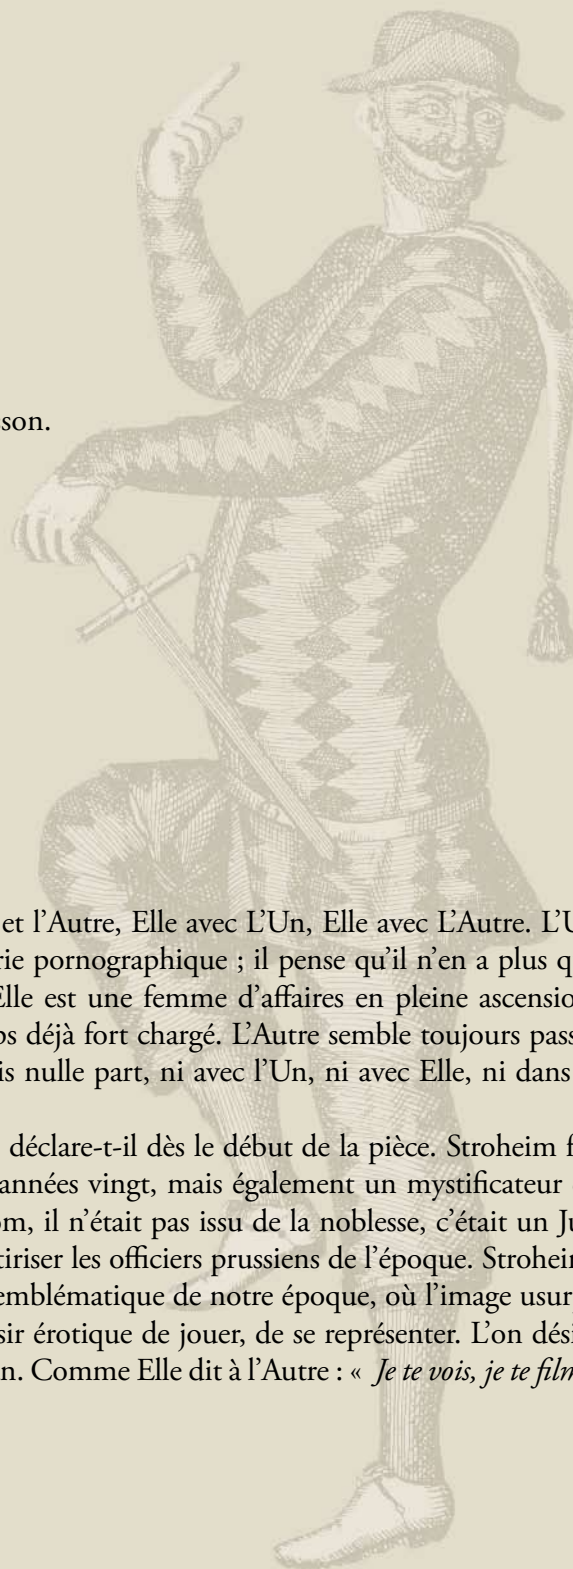 son.
et l’Autre, Elle avec L’Un, Elle avec L’Autre. L’U
rie pornographique ; il pense qu’il n’en a plus q
Elle est une femme d’affaires en pleine ascensio
ps déjà fort chargé. L’Autre semble toujours pass
is nulle part, ni avec l’Un, ni avec Elle, ni dans
déclare-t-il dès le début de la pièce. Stroheim f
années vingt, mais également un mystificateur
om, il n’était pas issu de la noblesse, c’était un Ju
tiriser les officiers prussiens de l’époque. Stroheim
emblématique de notre époque, où l’image usur
sir érotique de jouer, de se représenter. L’on dési
n. Comme Elle dit à l’Autre : « Je te vois, je te film